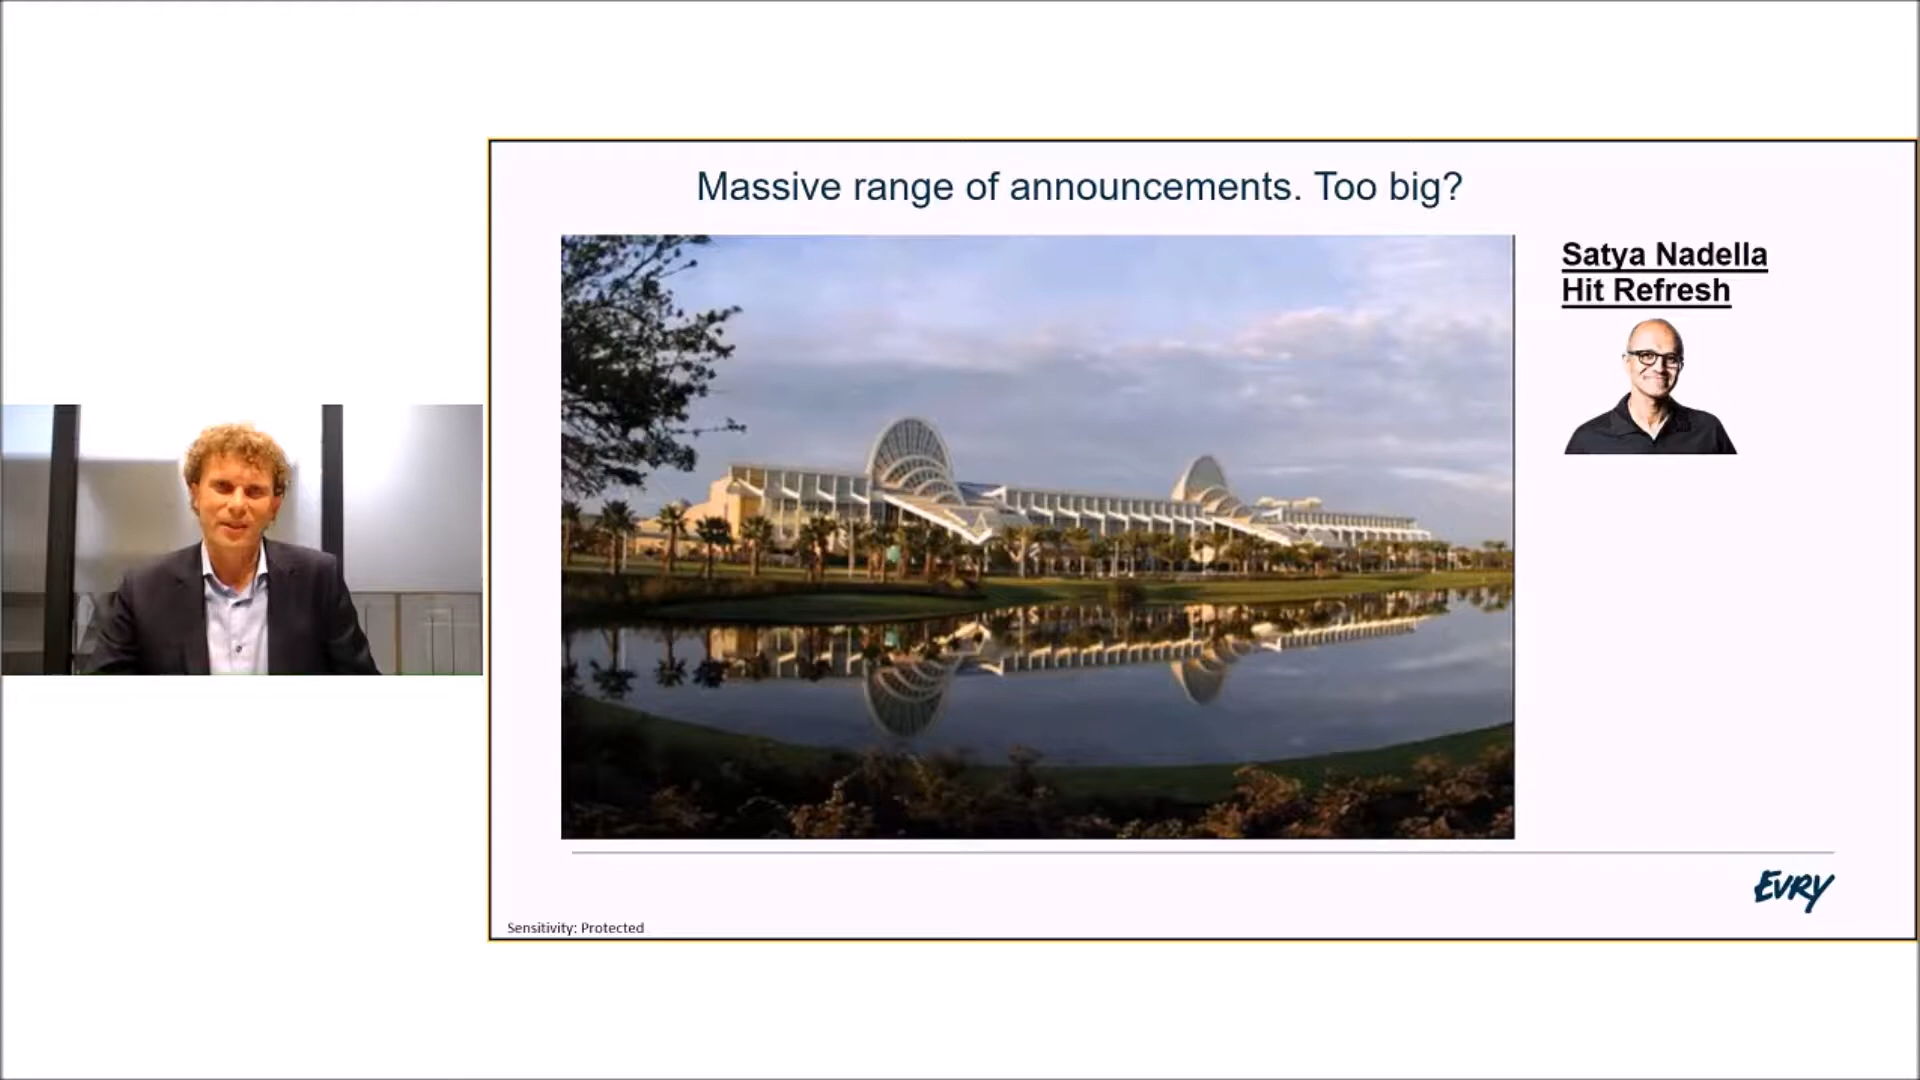 Massive range of announcements. Too big?
Satya Nadella
Hit Refresh
EVRY
Sensitivity: Protected